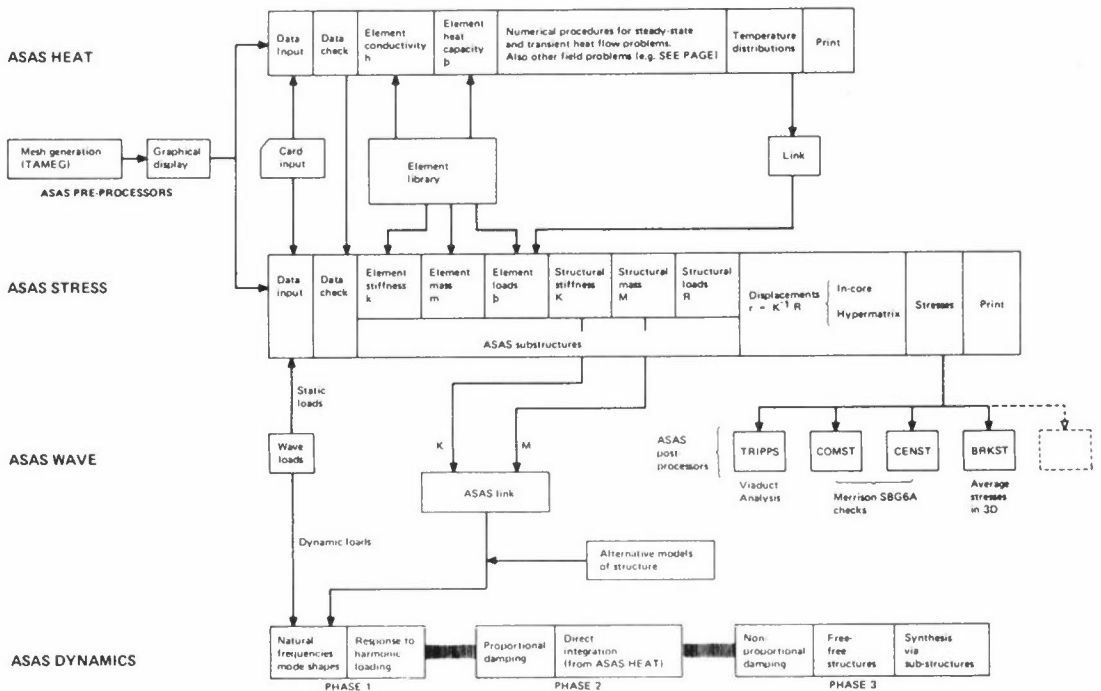 ASAS HEAT
Data
Input
Data
check
Element
conductivity
h
Element
heat
capacity
þ
Numerical procedures for steady-state
and transient heat flow problems.
Also other field problems (e.g. SEE PAGE)
Temperature
distributions
Print
Mesh generation
(TAMEG)
Graphical
display
ASAS PRE-PROCESSORS
Card
input
Element
library
Link
ASAS STRESS
Data
input
Data
check
Element
stiffness
k
Element
mass
m
Element
loads
þ
Structural
stiffness
K
Structural
mass
M
Structural
loads
R
Displacements
r = K⁻¹ R
In-core
Hypermatrix
Stresses
Print
ASAS substructures
Static
loads
ASAS WAVE
Wave
loads
K
M
ASAS link
ASAS
post
processors
TRIPPS
COMST
CENST
BRKST
Viaduct
Analysis
Merrison SBG6A
checks
Average
stresses
in 3D
Dynamic loads
Alternative models
of structure
ASAS DYNAMICS
Natural
frequencies
mode shapes
Response to
harmonic
loading
Proportional
damping
Direct
integration
(from ASAS HEAT)
Non-
proportional
damping
Free-
free
structures
Synthesis
via
sub-structures
PHASE 1
PHASE 2
PHASE 3